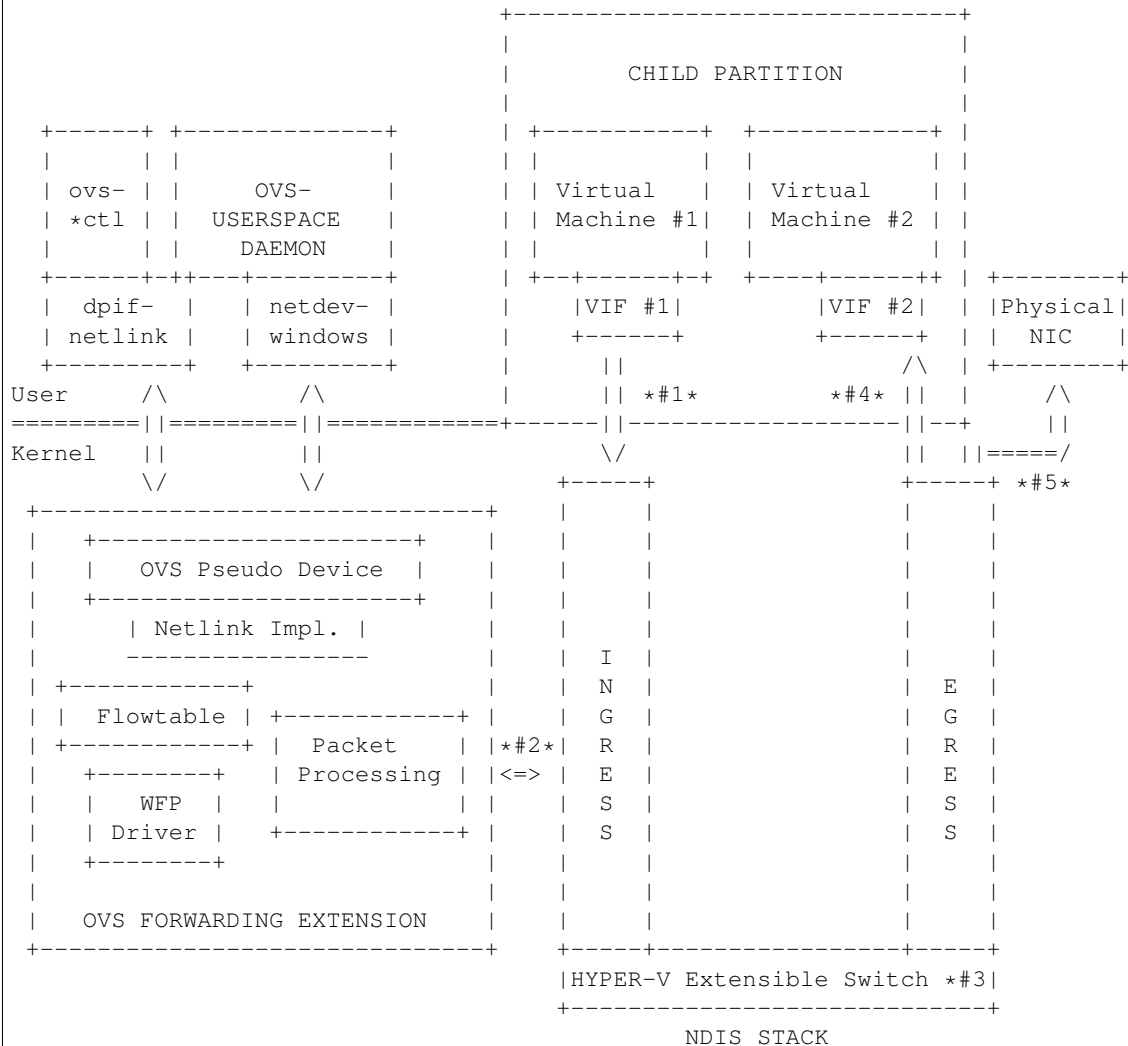 CHILD PARTITION
ovs-
*ctl
OVS-
USERSPACE
DAEMON
Virtual
Machine #1
Virtual
Machine #2
dpif-
netlink
netdev-
windows
VIF #1
VIF #2
Physical
NIC
User
*#1*
*#4*
Kernel
*#5*
OVS Pseudo Device
Netlink Impl.
Flowtable
Packet
Processing
*#2*
<=>
WFP
Driver
OVS FORWARDING EXTENSION
I
N
G
R
E
S
S
E
G
R
E
S
S
HYPER-V Extensible Switch *#3
NDIS STACK